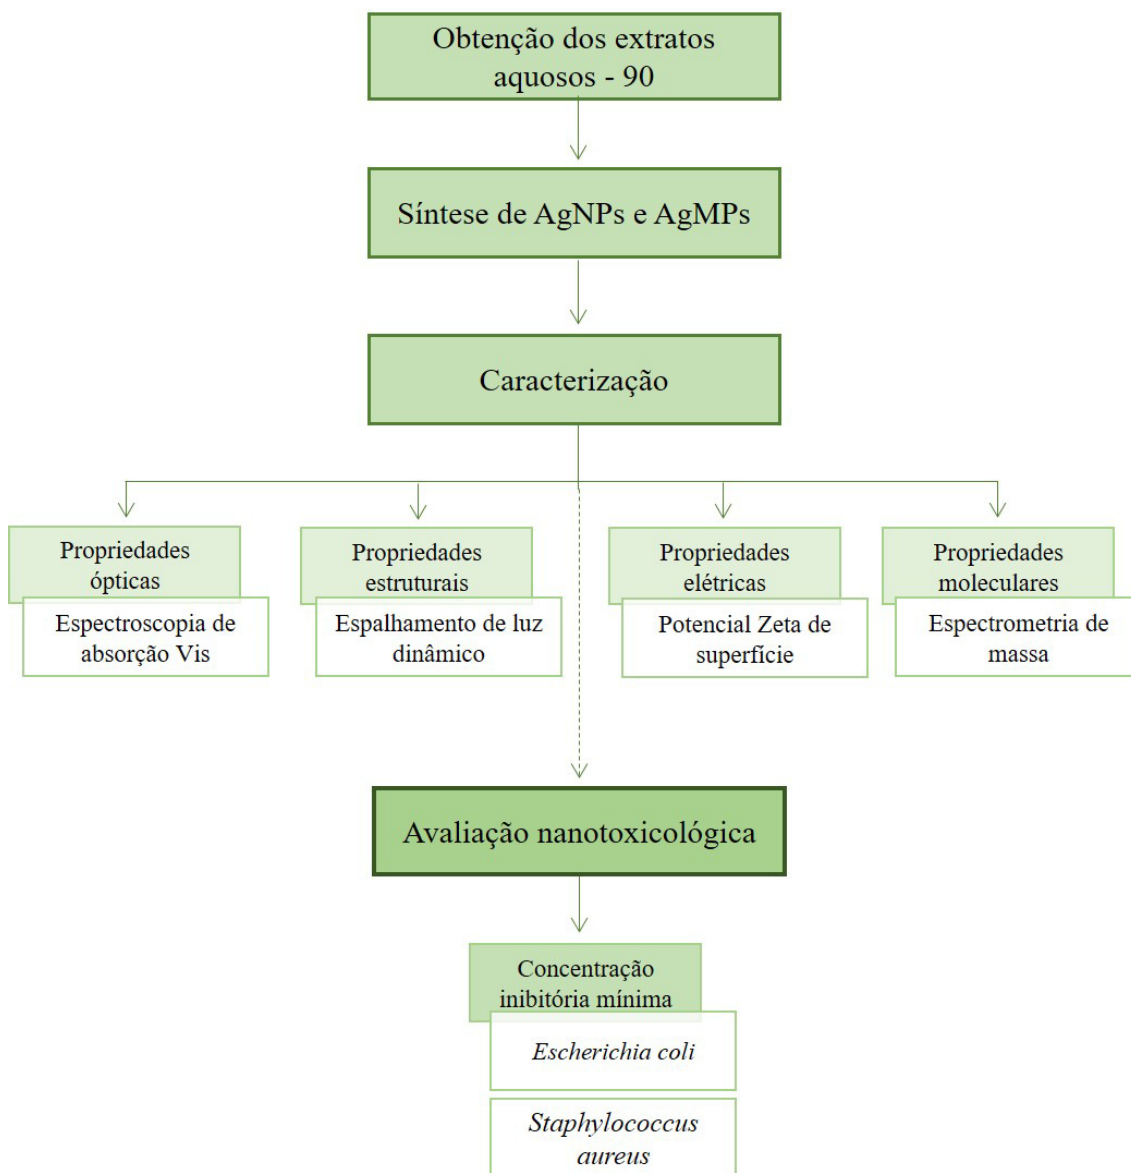 Obtenção dos extratos
aquosos - 90
Síntese de AgNPs e AgMPs
Caracterização
Propriedades
ópticas
Espectroscopia de
absorção Vis
Propriedades
estruturais
Espalhamento de luz
dinâmico
Propriedades
elétricas
Potencial Zeta de
superfície
Propriedades
moleculares
Espectrometria de
massa
Avaliação nanotoxicológica
Concentração
inibitória mínima
Escherichia coli
Staphylococcus
aureus